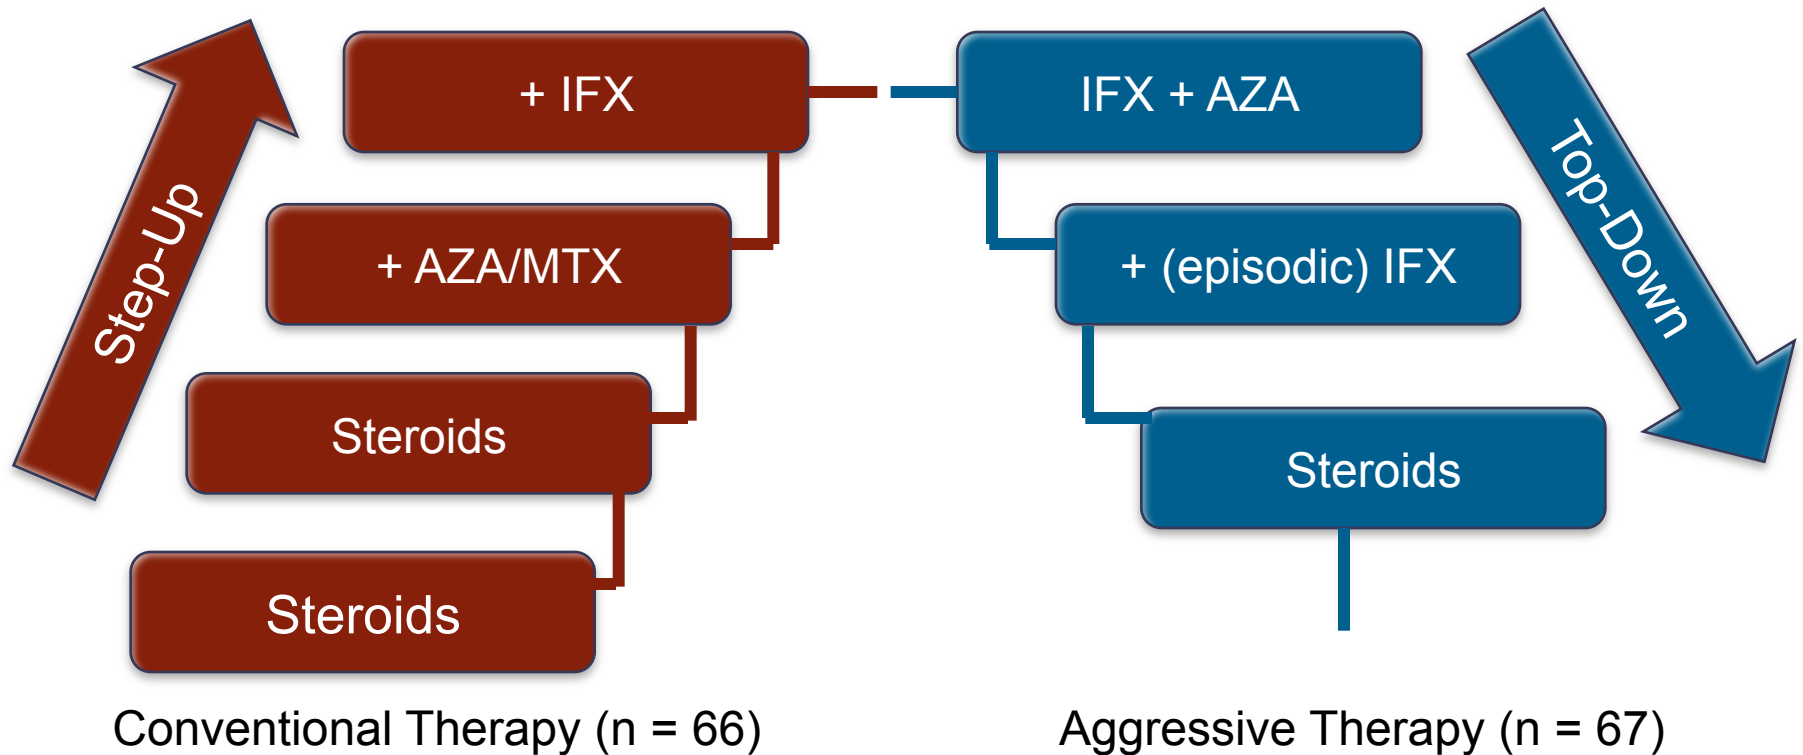 Step-Up
+ IFX
+ AZA/MTX
Steroids
Steroids
Conventional Therapy (n = 66)
IFX + AZA
+ (episodic) IFX
Steroids
Top-Down
Aggressive Therapy (n = 67)